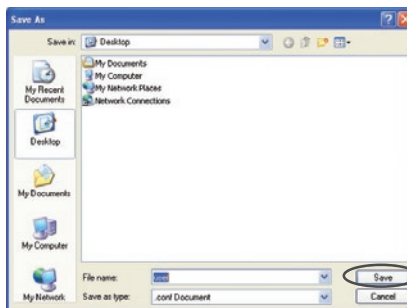 Save As
Save in:
Desktop
My Recent
Documents
Desktop
My Documents
My Computer
My Network
My Documents
My Computer
My Network Places
Network Connections
File name:
Save
Save as type:
.conf Document
Cancel